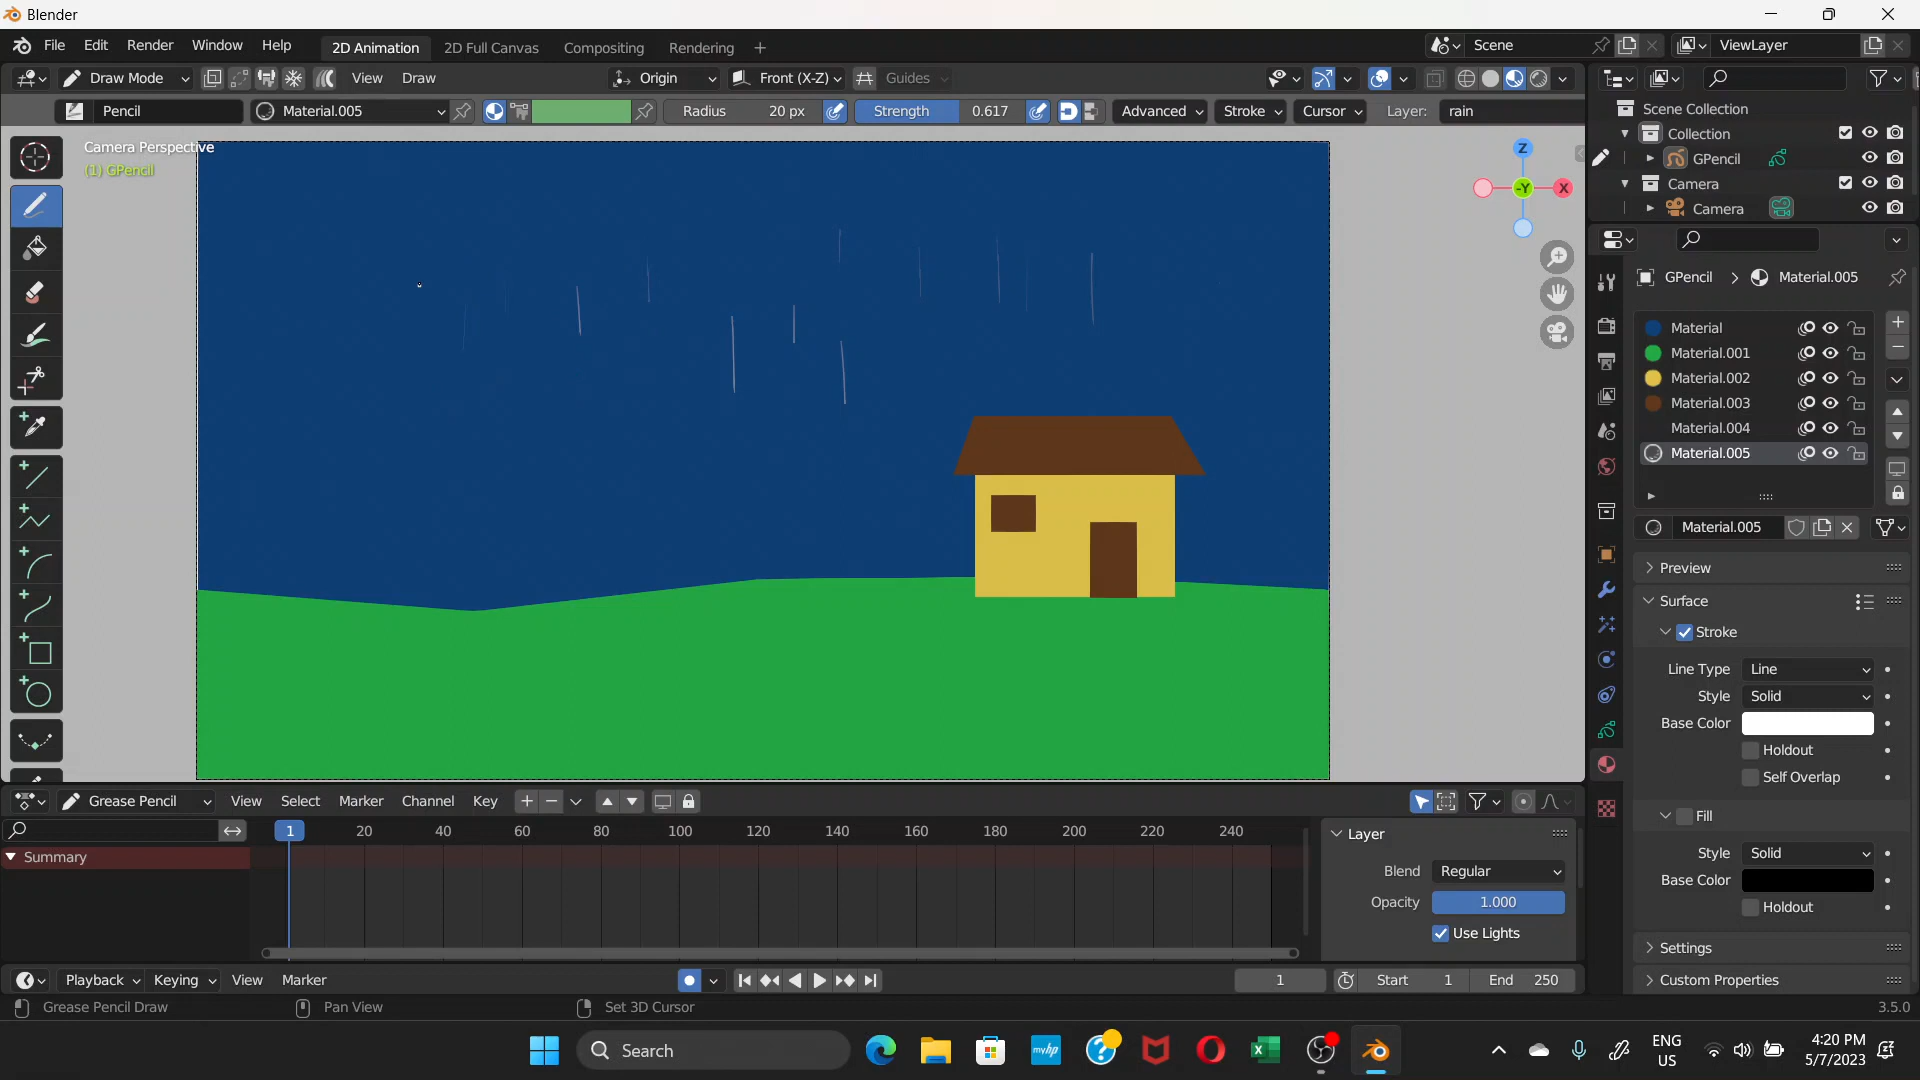 Blender
File Edit Render Window Help 2D Animation 2D Full Canvas Compositing Rendering + Scene ViewLayer
Draw Mode View Draw Origin Front (X-Z) Guides
Pencil Material.005 Radius 20 px Strength 0.617 Advanced Stroke Cursor Layer: rain
Scene Collection
Collection
GPencil
Camera
Camera
Camera Perspective
(1) GPencil
Z
-Y X
GPencil > Material.005
Material
Material.001
Material.002
Material.003
Material.004
Material.005
Material.005
Preview
Surface
Stroke
Line Type Line
Style Solid
Base Color
Holdout
Self Overlap
Fill
Style Solid
Base Color
Holdout
Settings
Custom Properties
Grease Pencil View Select Marker Channel Key
1 20 40 60 80 100 120 140 160 180 200 220 240
Summary
Layer
Blend Regular
Opacity 1.000
Use Lights
Playback Keying View Marker 1 Start 1 End 250
Grease Pencil Draw Pan View Set 3D Cursor 3.5.0
Search
myhp
ENG
US
4:20 PM
5/7/2023